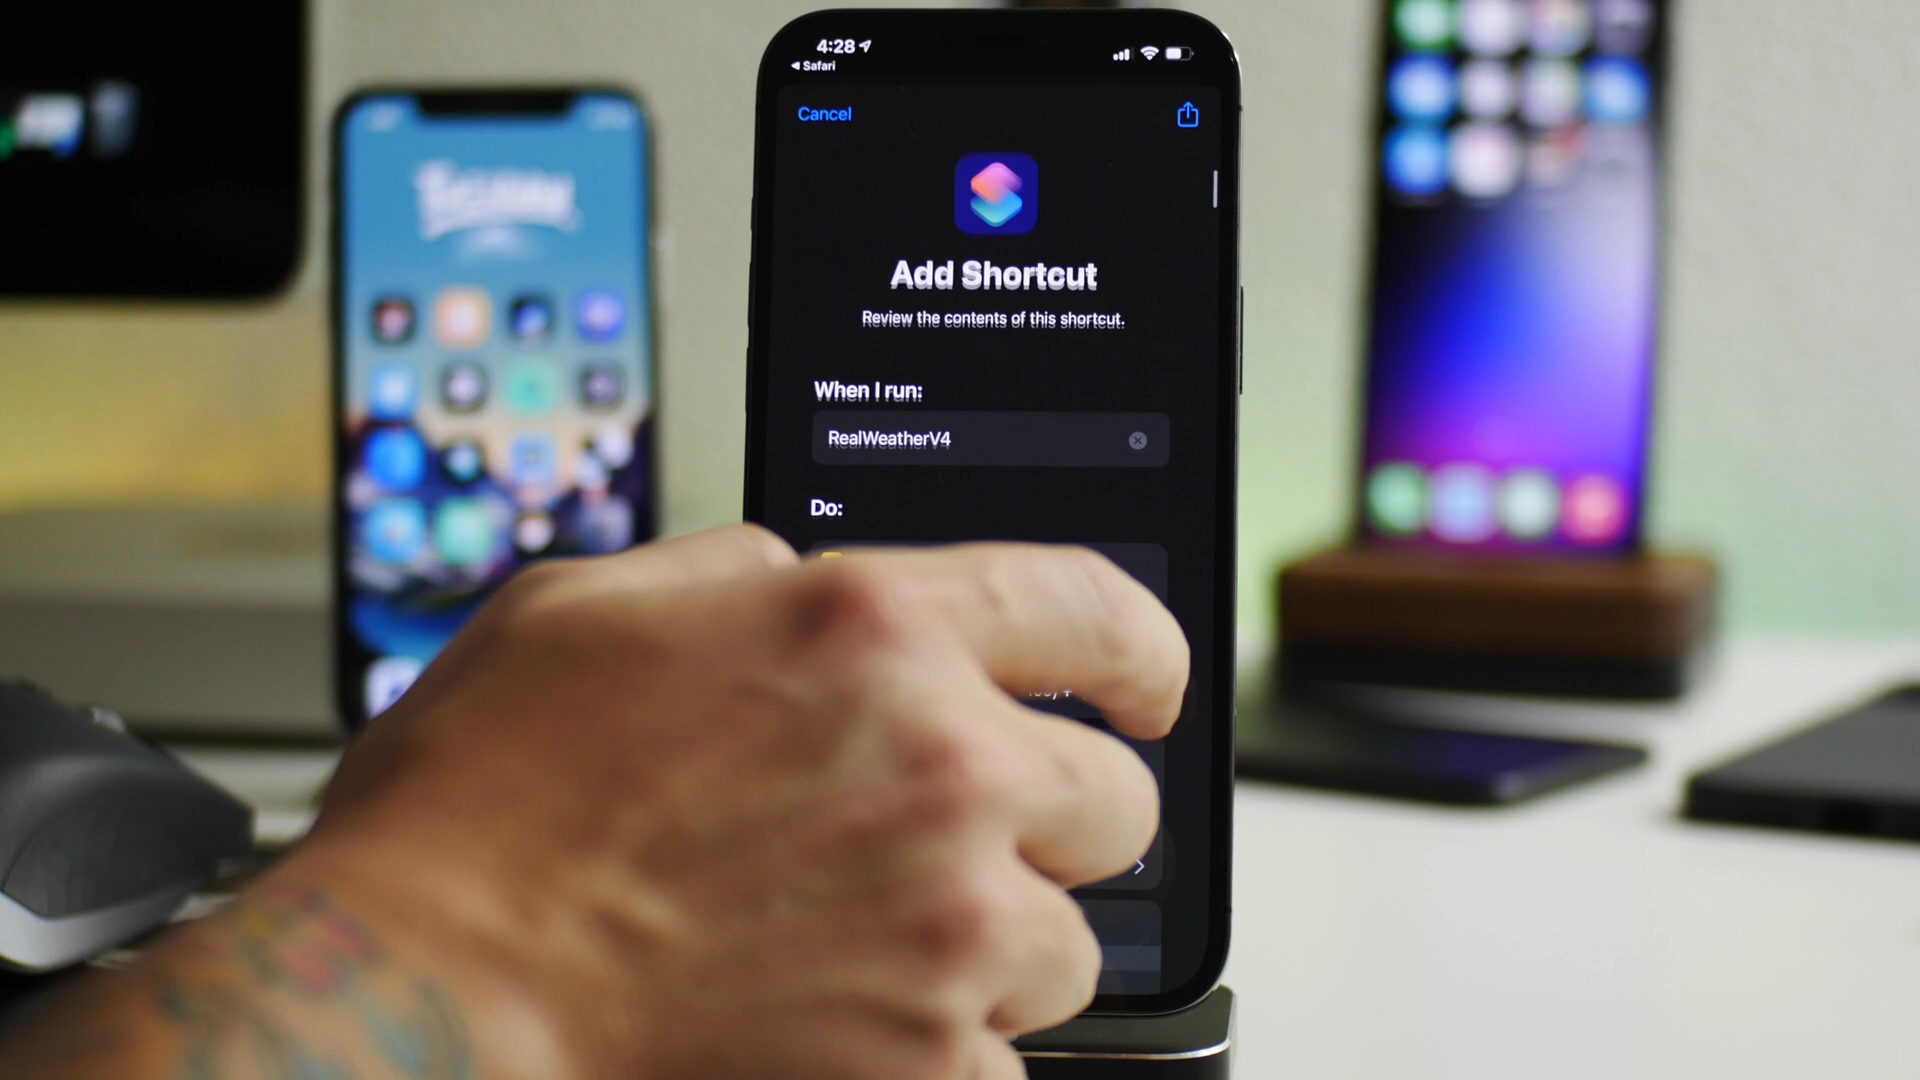 4:28
Safari
Cancel
Add Shortcut
Review the contents of this shortcut.
When I run:
RealWeatherV4
Do: